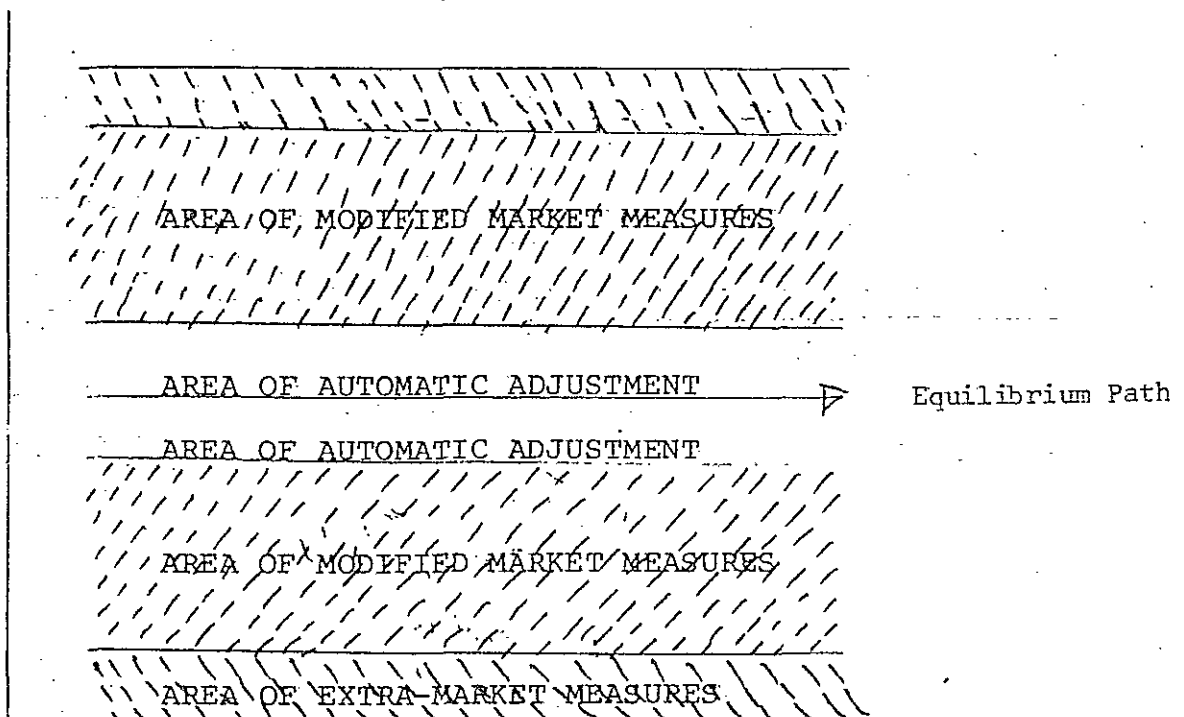 AREA OF MODIFIED MARKET MEASURES
AREA OF AUTOMATIC ADJUSTMENT
Equilibrium Path
AREA OF AUTOMATIC ADJUSTMENT
AREA OF MODIFIED MARKET MEASURES
AREA OF EXTRA-MARKET MEASURES